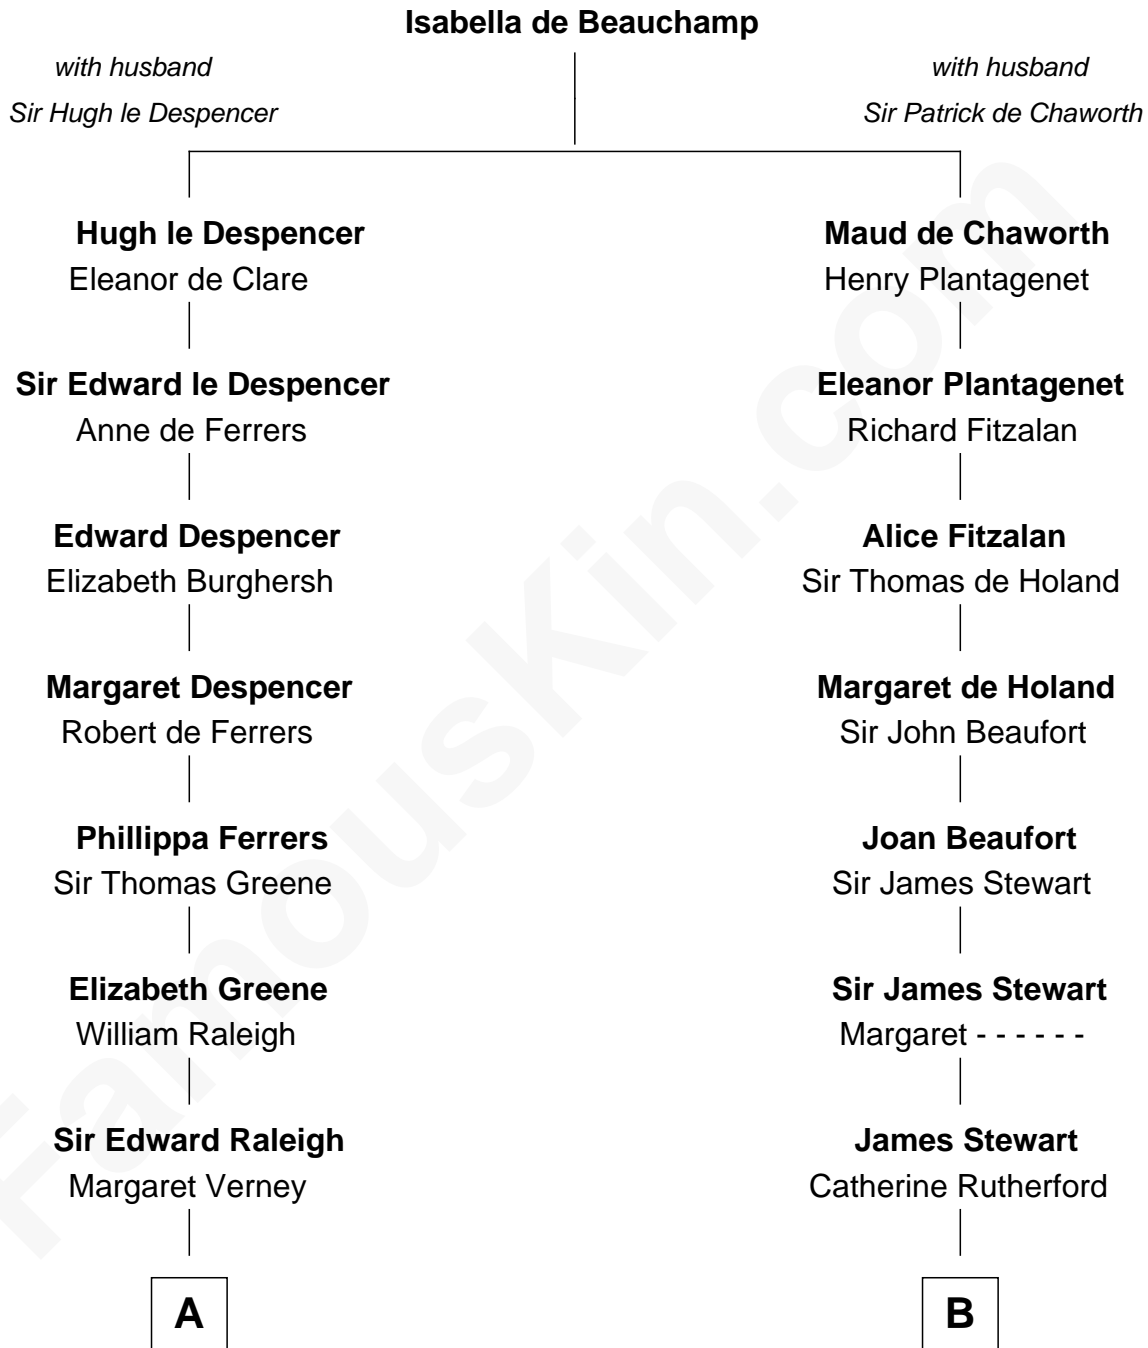 Isabella de Beauchamp
with husband
Sir Hugh le Despencer
with husband
Sir Patrick de Chaworth
Hugh le Despencer
Eleanor de Clare
Maud de Chaworth
Henry Plantagenet
Sir Edward le Despencer
Anne de Ferrers
Eleanor Plantagenet
Richard Fitzalan
Edward Despencer
Elizabeth Burghersh
Alice Fitzalan
Sir Thomas de Holand
Margaret Despencer
Robert de Ferrers
Margaret de Holand
Sir John Beaufort
Phillippa Ferrers
Sir Thomas Greene
Joan Beaufort
Sir James Stewart
Elizabeth Greene
William Raleigh
Sir James Stewart
Margaret - - - - - -
Sir Edward Raleigh
Margaret Verney
James Stewart
Catherine Rutherford
A
B
FamousKin.com